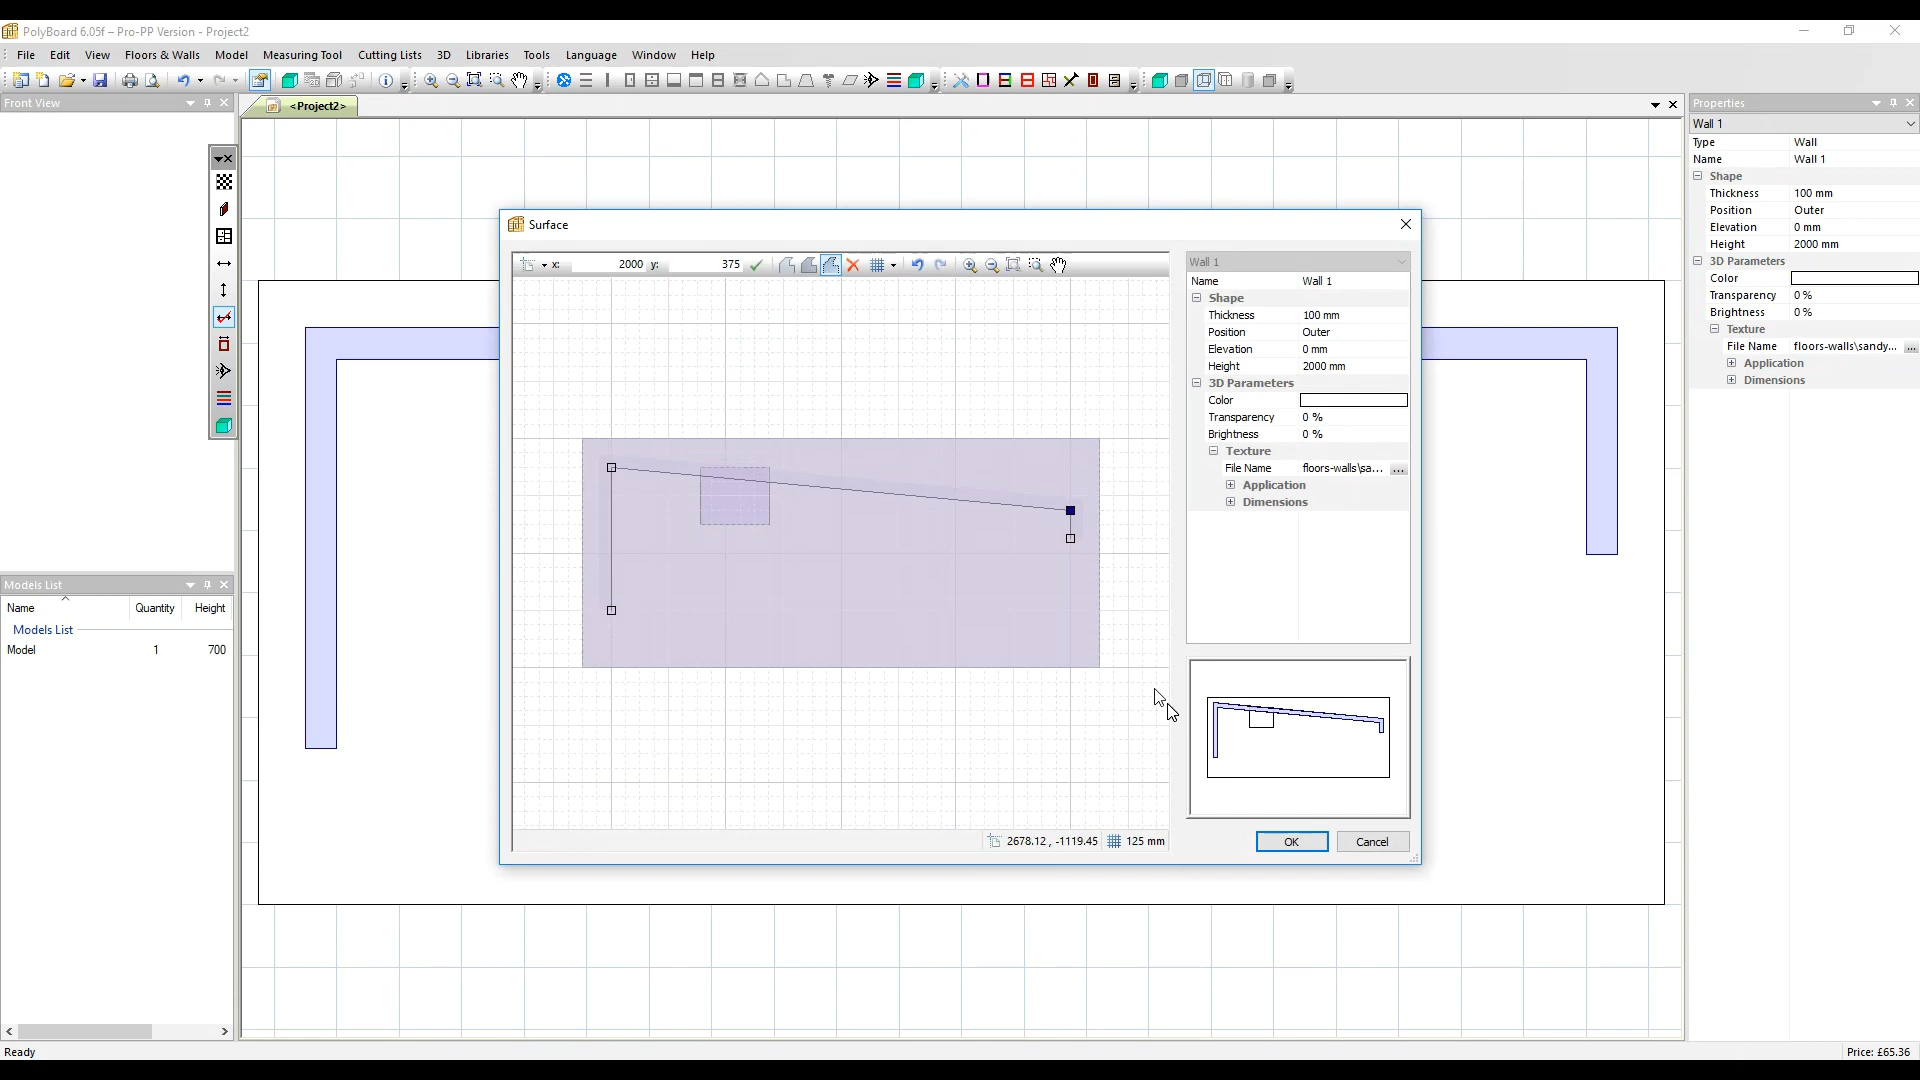 PolyBoard 6.05f – Pro-PP Version - Project2
File Edit View Floors & Walls Model Measuring Tool Cutting Lists 3D Libraries Tools Language Window Help
Front View
<Project2>
Properties
Wall 1
Type Wall
Name Wall 1
Shape
Thickness 100 mm
Position Outer
Elevation 0 mm
Height 2000 mm
3D Parameters
Color
Transparency 0 %
Brightness 0 %
Texture
File Name floors-walls\sandy... ...
Application
Dimensions
Surface
x: 2000 y: 375
Wall 1
Name Wall 1
Shape
Thickness 100 mm
Position Outer
Elevation 0 mm
Height 2000 mm
3D Parameters
Color
Transparency 0 %
Brightness 0 %
Texture
File Name floors-walls\sa... ...
Application
Dimensions
2678.12 , -1119.45 125 mm
OK Cancel
Models List
Name Quantity Height
Models List
Model 1 700
Ready
Price: £65.36